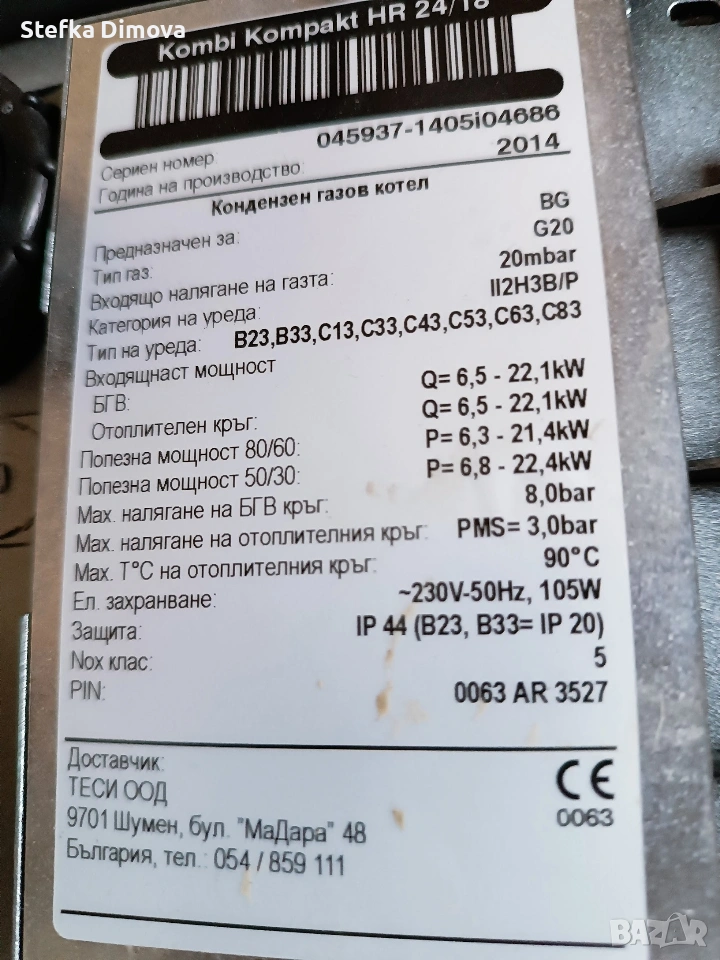 Stefka Dimova
Kombi Kompakt HR 24/18
Сериен номер 045937-1405i04686
Година на производство: 2014
Кондензен газов котел
Предназначен за: BG
Тип газ: G20
Входящо налягане на газта: 20mbar
Категория на уреда: II2H3B/P
Тип на уреда: B23,B33,C13,C33,C43,C53,C63,C83
Входящнаст мощност
БГВ: Q= 6,5 - 22,1kW
Отоплителен кръг: Q= 6,5 - 22,1kW
Полезна мощност 80/60: P= 6,3 - 21,4kW
Полезна мощност 50/30: P= 6,8 - 22,4kW
Мах. налягане на БГВ кръг: 8,0bar
Мах. налягане на отоплителния кръг: PMS= 3,0bar
Мах. Т°С на отоплителния кръг: 90°C
Ел. захранване: ~230V-50Hz, 105W
Защита: IP 44 (B23, B33= IP 20)
Nox клас: 5
PIN: 0063 AR 3527
Доставчик:
ТЕСИ ООД
9701 Шумен, бул. "МаДара" 48
България, тел.: 054 / 859 111
CE
0063
BAZAR